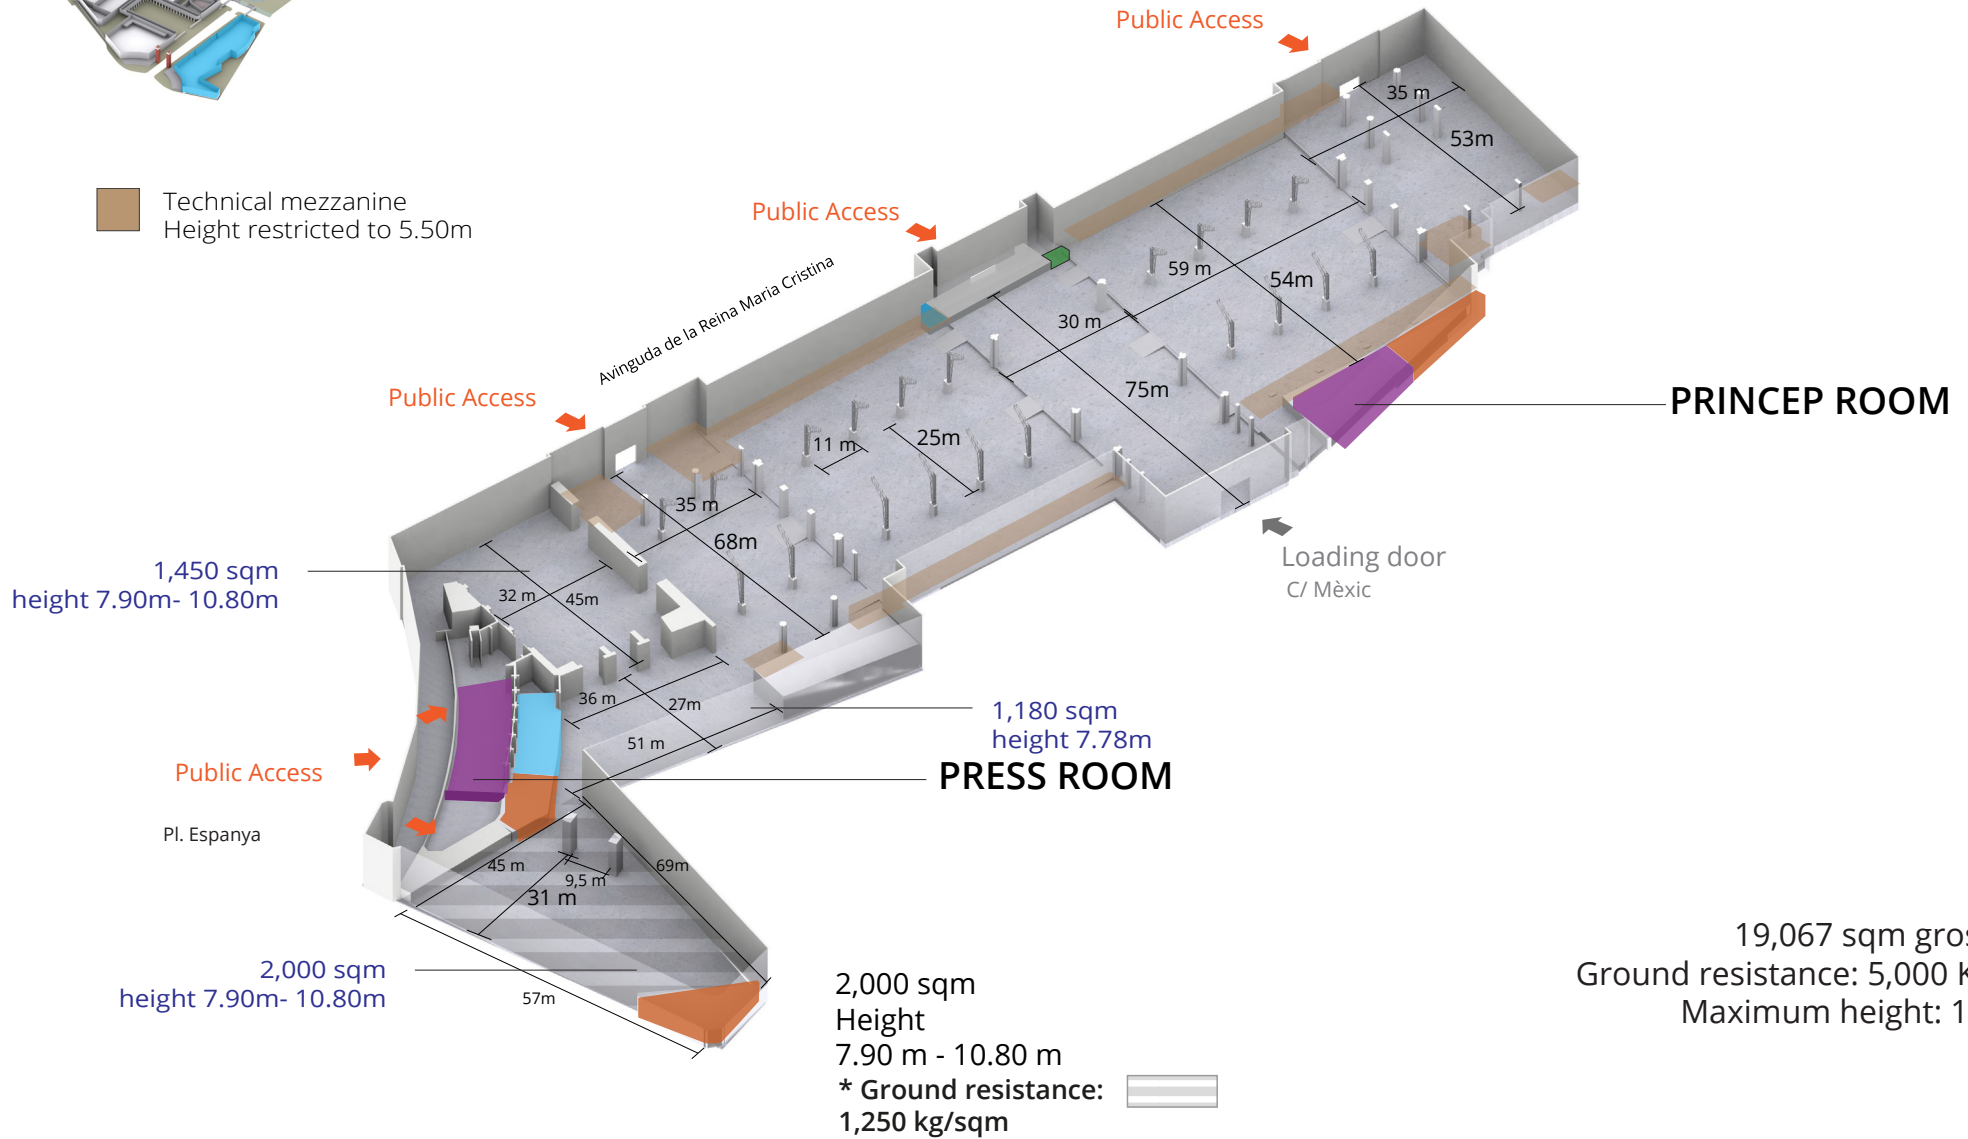 Public Access
35 m
53m
Technical mezzanine
Height restricted to 5.50m
Public Access
Avinguda de la Reina Maria Cristina
59 m
54m
30 m
75m
Public Access
PRINCEP ROOM
11 m
25m
35 m
68m
Loading door
C/ Mèxic
1,450 sqm
height 7.90m- 10.80m
32 m
45m
36 m
27m
51 m
1,180 sqm
height 7.78m
PRESS ROOM
Public Access
Pl. Espanya
45 m
69m
9,5 m
31 m
2,000 sqm
height 7.90m- 10.80m
57m
2,000 sqm
Height
7.90 m - 10.80 m
* Ground resistance:
1,250 kg/sqm
19,067 sqm
Ground resistance: 5,000
Maximum height: